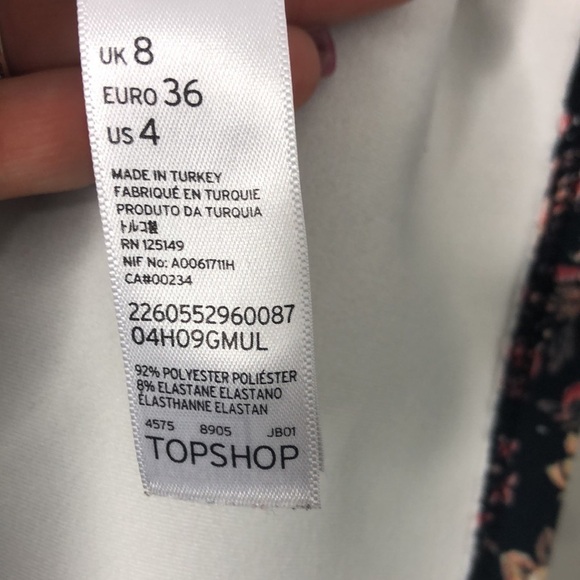 UK 8
EURO 36
US 4
MADE IN TURKEY
FABRIQUÉ EN TURQUIE
PRODUTO DA TURQUIA
トルコ製
RN 125149
NIF No: A0061711H
CA#00234
2260552960087
04H09GMUL
92% POLYESTER POLIÉSTER
8% ELASTANE ELASTANO
ÉLASTHANNE ELASTAN
4575 8905 JB01
TOPSHOP